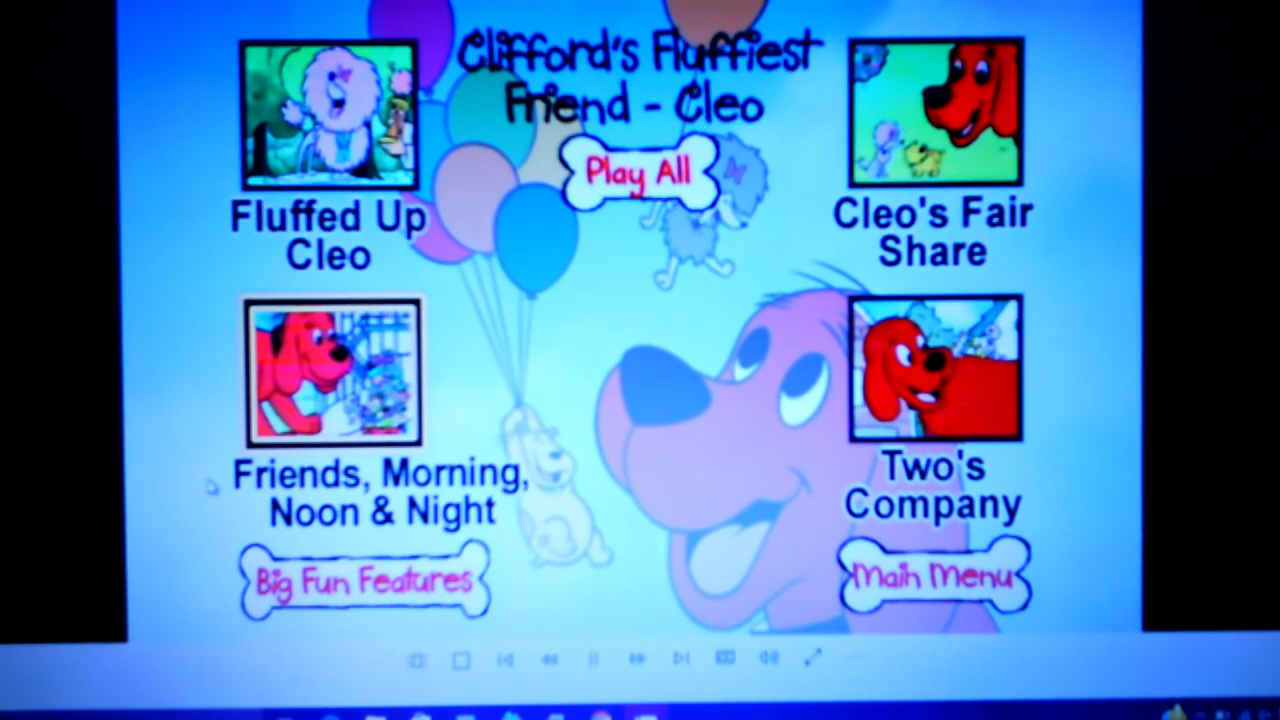 Clifford's Fluffiest
Friend - Cleo
Play All
Fluffed Up
Cleo
Cleo's Fair
Share
Friends, Morning,
Noon & Night
Two's
Company
Big Fun Features
Main Menu